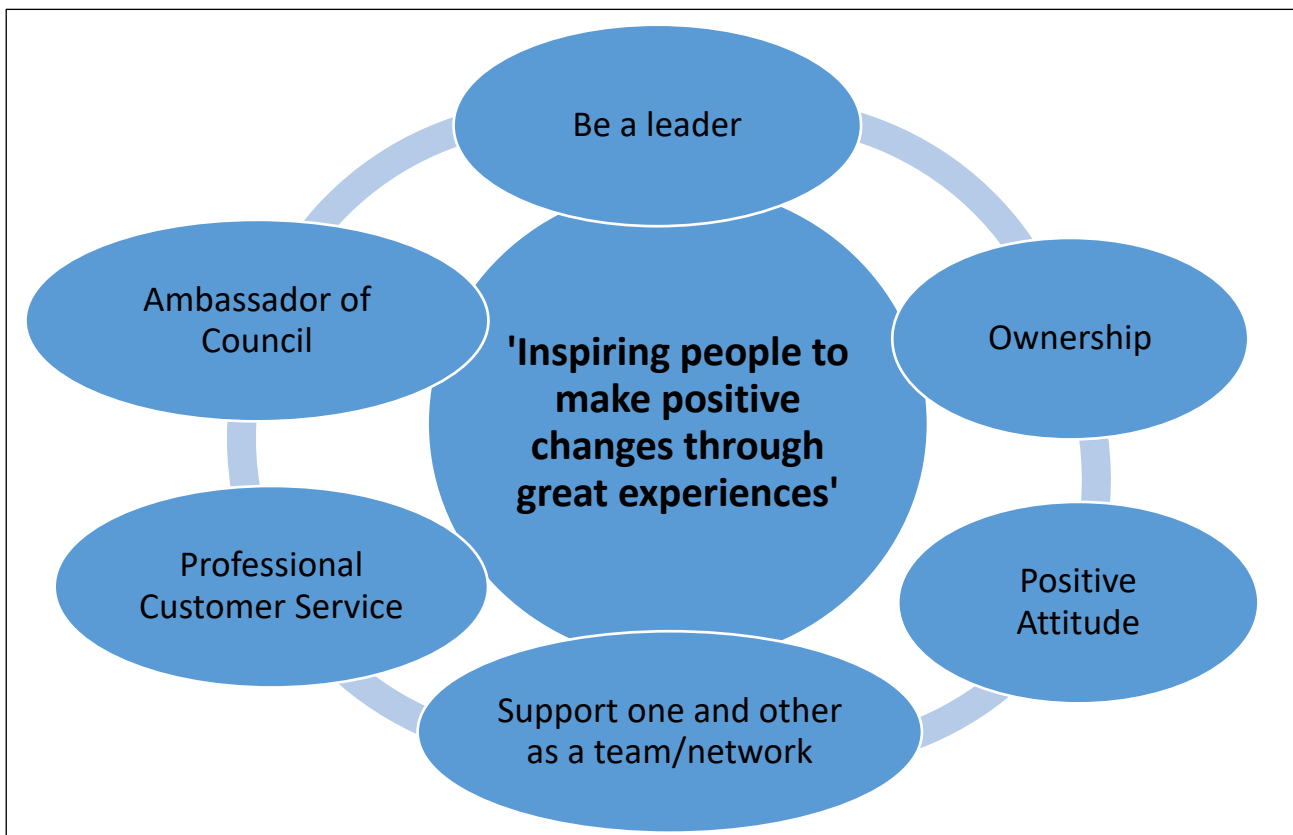 Be a leader
Ambassador of
Council
Ownership
'Inspiring people to
make positive
changes through
great experiences'
Professional
Customer Service
Positive
Attitude
Support one and other
as a team/network